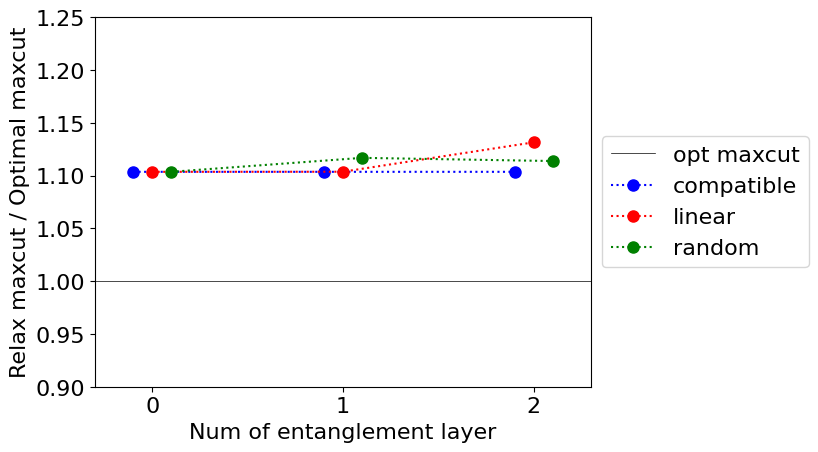 Relax maxcut / Optimal maxcut
1.25
1.20
1.15
1.10
1.05
1.00
0.95
0.90
0 1 2
Num of entanglement layer
opt maxcut
compatible
linear
random